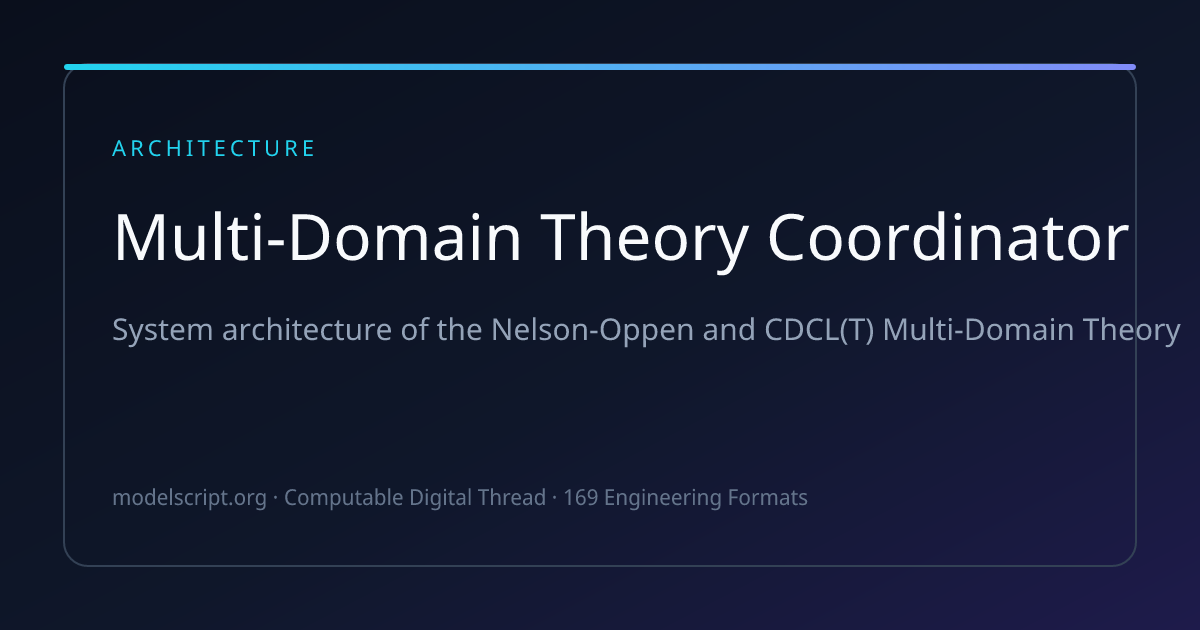 ARCHITECTURE
Multi-Domain Theory Coordinator
System architecture of the Nelson-Oppen and CDCL(T) Multi-Domain Theory
modelscript.org · Computable Digital Thread · 169 Engineering Formats